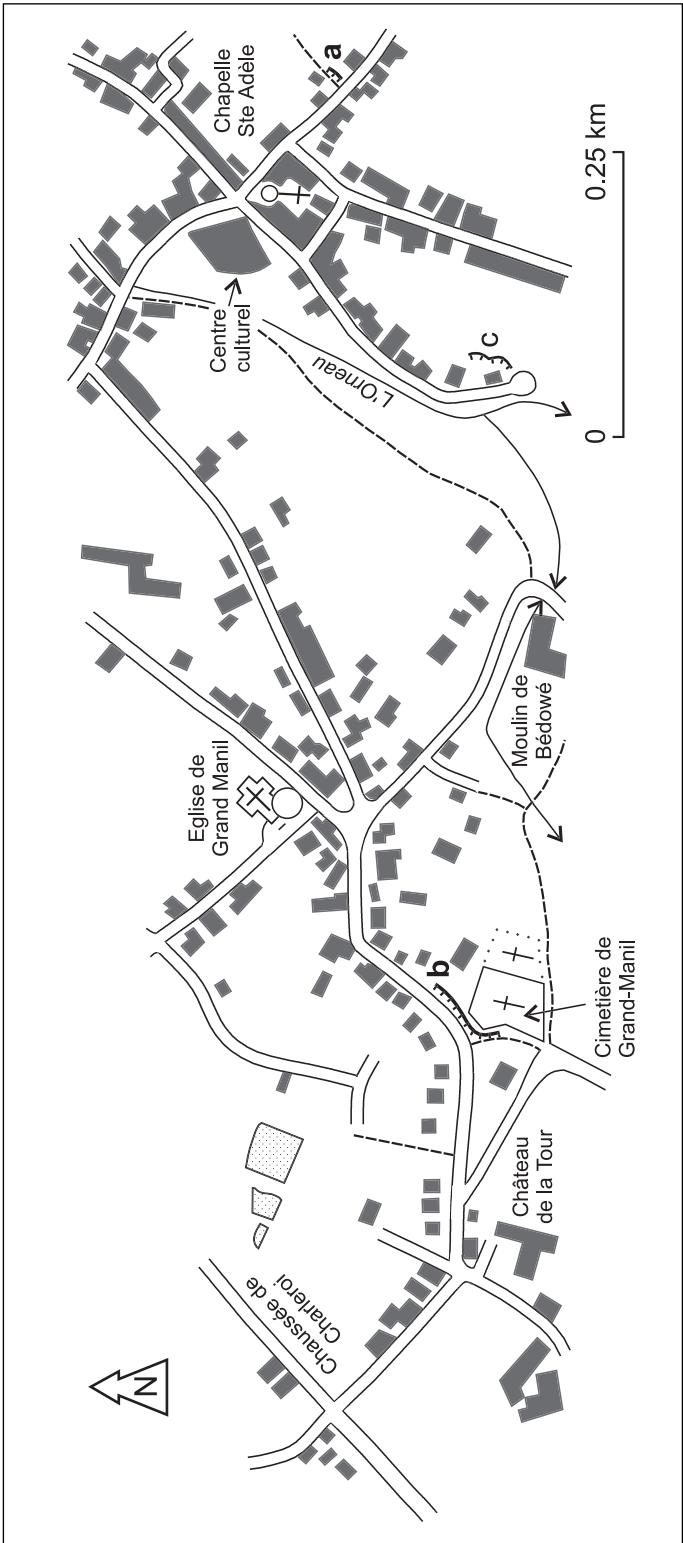 Chapelle
Ste Adèle
a
0.25 km
0
Centre
culturel
L'Orneau
c
Eglise de
Grand Manil
Moulin de
Bédowé
b
Cimetière de
Grand-Manil
Château
de la Tour
Chaussée de
Charleroi
N